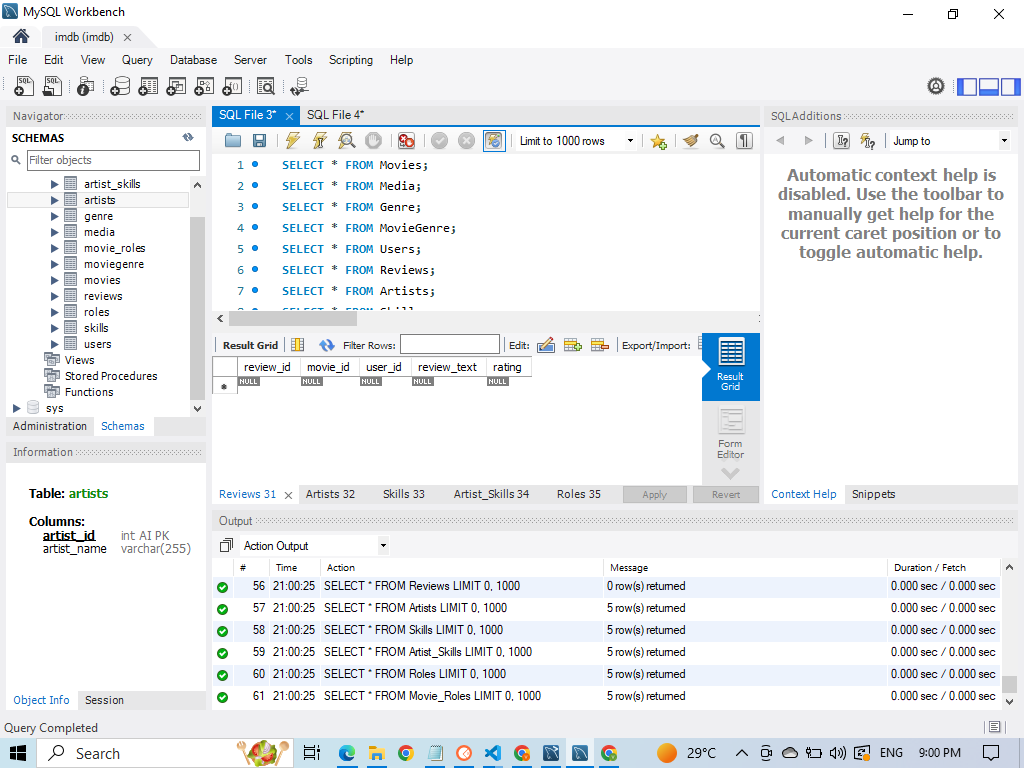 MySQL Workbench
imdb (imdb)
File Edit View Query Database Server Tools Scripting Help
Navigator
SCHEMAS
Filter objects
artist_skills
artists
genre
media
movie_roles
moviegenre
movies
reviews
roles
skills
users
Views
Stored Procedures
Functions
sys
Administration Schemas
Information
Table: artists
Columns:
artist_id int AI PK
artist_name varchar(255)
Object Info Session
SQL File 3* SQL File 4*
Limit to 1000 rows
1 SELECT * FROM Movies;
2 SELECT * FROM Media;
3 SELECT * FROM Genre;
4 SELECT * FROM MovieGenre;
5 SELECT * FROM Users;
6 SELECT * FROM Reviews;
7 SELECT * FROM Artists;
Result Grid Filter Rows: Edit: Export/Import:
review_id movie_id user_id review_text rating
NULL NULL NULL NULL NULL
Result Grid
Form Editor
Reviews 31 Artists 32 Skills 33 Artist_Skills 34 Roles 35 Apply Revert
SQLAdditions
Jump to
Automatic context help is
disabled. Use the toolbar to
manually get help for the
current caret position or to
toggle automatic help.
Context Help Snippets
Output
Action Output
# Time Action Message Duration / Fetch
56 21:00:25 SELECT * FROM Reviews LIMIT 0, 1000 0 row(s) returned 0.000 sec / 0.000 sec
57 21:00:25 SELECT * FROM Artists LIMIT 0, 1000 5 row(s) returned 0.000 sec / 0.000 sec
58 21:00:25 SELECT * FROM Skills LIMIT 0, 1000 5 row(s) returned 0.000 sec / 0.000 sec
59 21:00:25 SELECT * FROM Artist_Skills LIMIT 0, 1000 5 row(s) returned 0.000 sec / 0.000 sec
60 21:00:25 SELECT * FROM Roles LIMIT 0, 1000 5 row(s) returned 0.000 sec / 0.000 sec
61 21:00:25 SELECT * FROM Movie_Roles LIMIT 0, 1000 5 row(s) returned 0.000 sec / 0.000 sec
Query Completed
Search 29°C ENG 9:00 PM